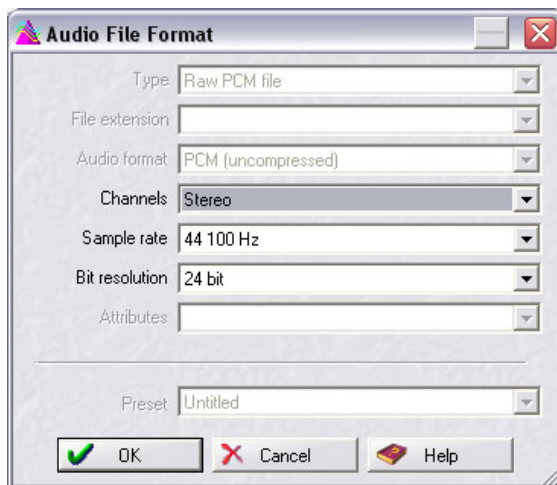 Audio File Format
Type Raw PCM file
File extension
Audio format PCM (uncompressed)
Channels Stereo
Sample rate 44 100 Hz
Bit resolution 24 bit
Attributes
Preset Untitled
OK Cancel Help